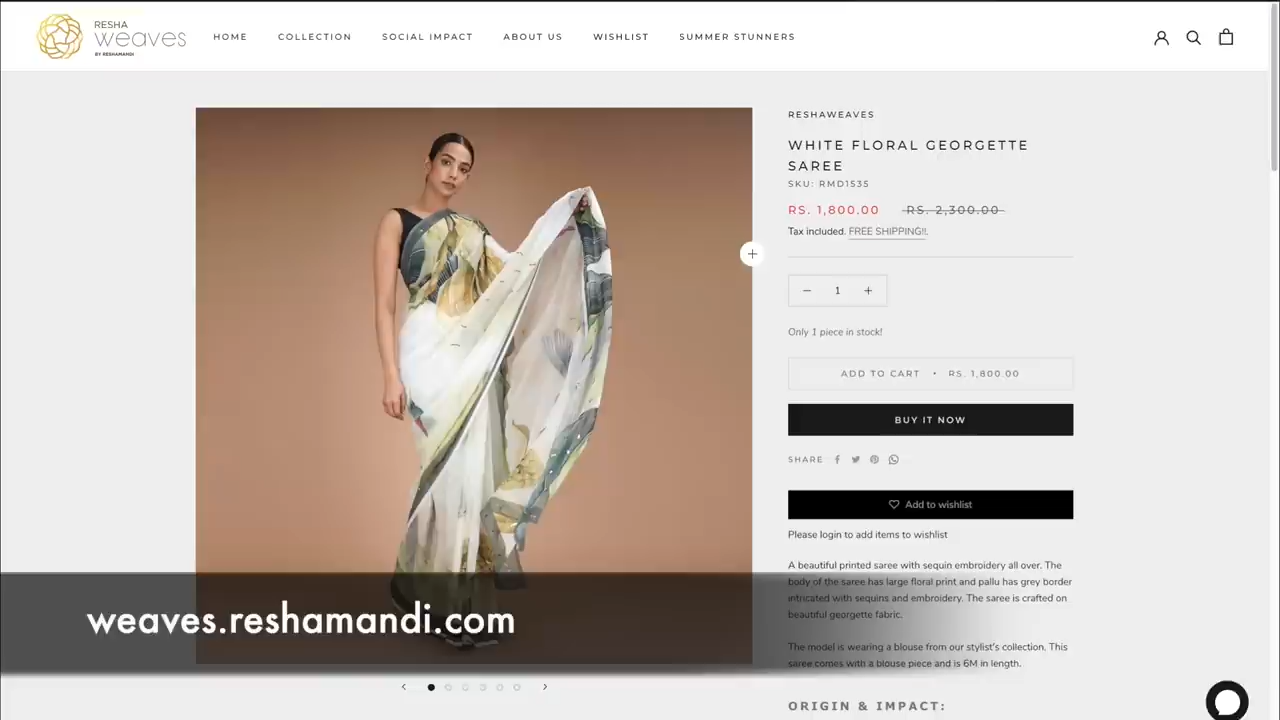 RESHA
weaves
BY RESHAMANDI
HOME
COLLECTION
SOCIAL IMPACT
ABOUT US
WISHLIST
SUMMER STUNNERS
RESHAWEAVES
WHITE FLORAL GEORGETTE
SAREE
SKU: RMD1535
RS. 1,800.00 RS. 2,300.00
Tax included. FREE SHIPPING!!.
− 1 +
Only 1 piece in stock!
ADD TO CART • RS. 1,800.00
BUY IT NOW
SHARE
Add to wishlist
Please login to add items to wishlist
A beautiful printed saree with sequin embroidery all over. The
body of the saree has large floral print and pallu has grey border
intricated with sequins and embroidery. The saree is crafted on
beautiful georgette fabric.
The model is wearing a blouse from our stylist's collection. This
saree comes with a blouse piece and is 6M in length.
ORIGIN & IMPACT:
weaves.reshamandi.com